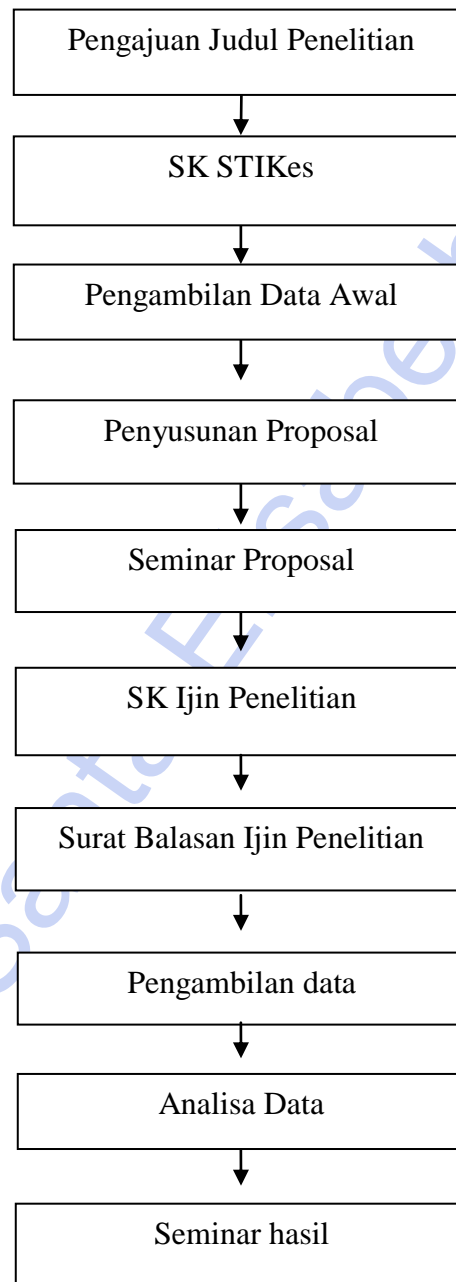 Pengajuan Judul Penelitian
SK STIKes
Pengambilan Data Awal
Penyusunan Proposal
Seminar Proposal
SK Ijin Penelitian
Surat Balasan Ijin Penelitian
Pengambilan data
Analisa Data
Seminar hasil